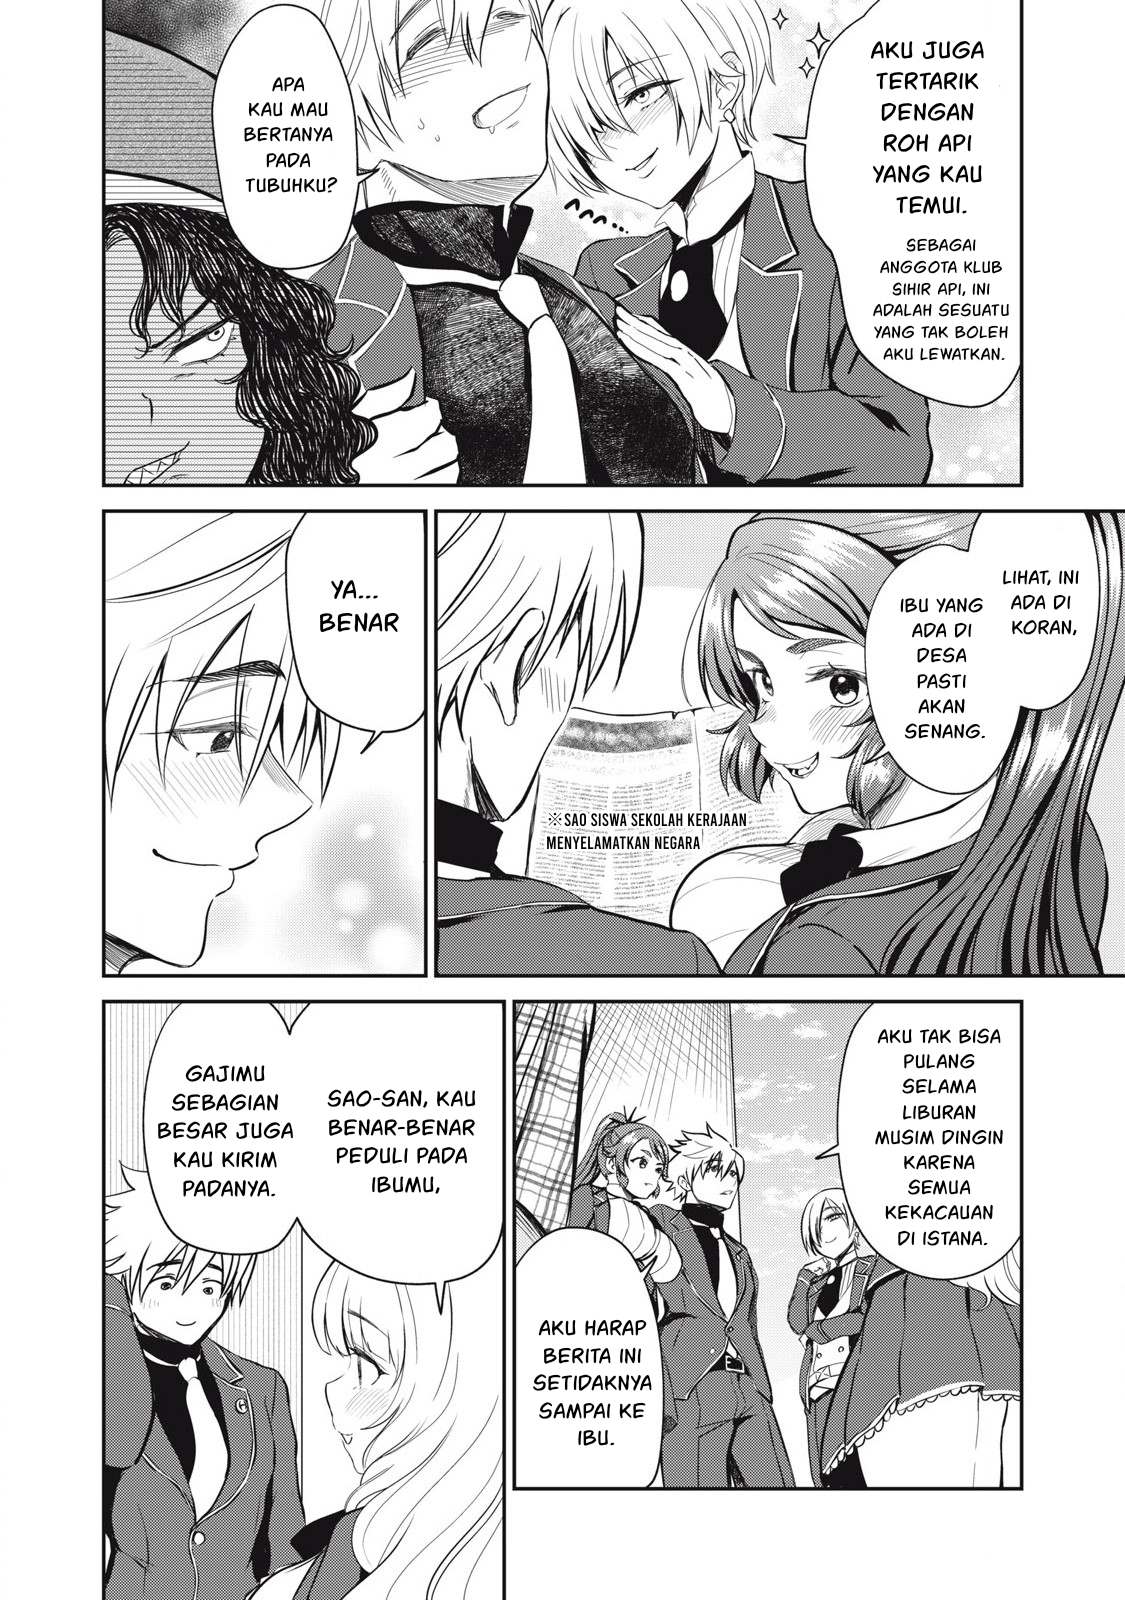 AKU JUGA
TERTARIK
DENGAN
ROH API
YANG KAU
TEMUI.
SEBAGAI
ANGGOTA KLUB
SIHIR API, INI
ADALAH SESUATU
YANG TAK BOLEH
AKU LEWATKAN.
APA
KAU MAU
BERTANYA
PADA
TUBUHKU?
LIHAT, INI
ADA DI
KORAN,
IBU YANG
ADA DI
DESA
PASTI
AKAN
SENANG.
※SAO SISWA SEKOLAH KERAJAAN
MENYELAMATKAN NEGARA
YA...
BENAR
AKU TAK BISA
PULANG
SELAMA
LIBURAN
MUSIM DINGIN
KARENA
SEMUA
KEKACAUAN
DI ISTANA.
AKU HARAP
BERITA INI
SETIDAKNYA
SAMPAI KE
IBU.
SAO-SAN, KAU
BENAR-BENAR
PEDULI PADA
IBUMU,
GAJIMU
SEBAGIAN
BESAR JUGA
KAU KIRIM
PADANYA.